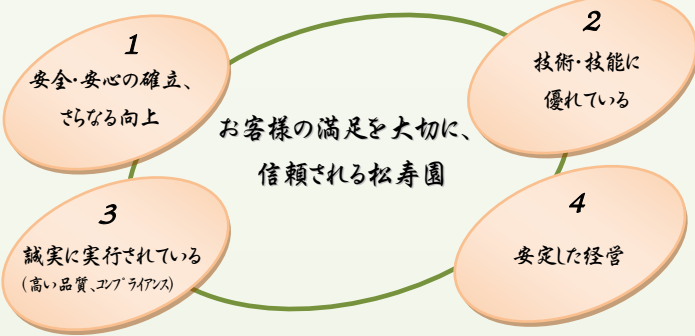 1
安全・安心の確立、
さらなる向上
2
技術・技能に
優れている
お客様の満足を大切に、
信頼される松寿園
3
誠実に実行されている
(高い品質、コンプライアンス)
4
安定した経営